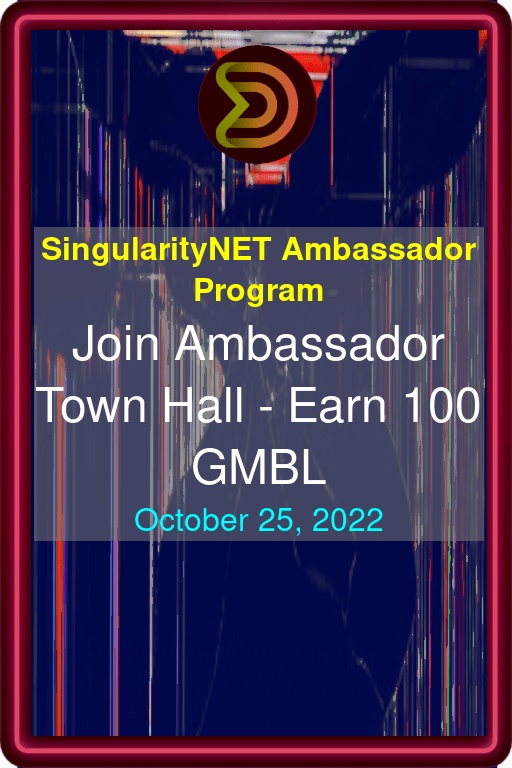 SingularityNET Ambassador
Program
Join Ambassador
Town Hall - Earn 100
GMBL
October 25, 2022